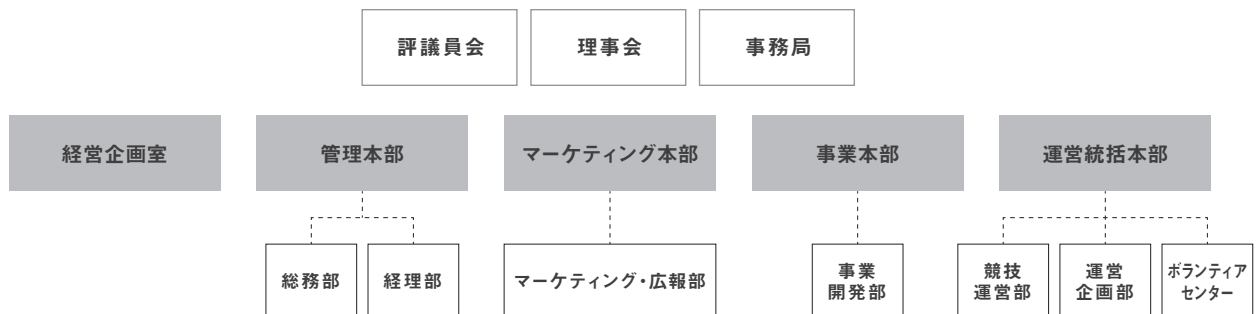 評議員会
理事会
事務局
経営企画室
管理本部
マーケティング本部
事業本部
運営統括本部
総務部
経理部
マーケティング・広報部
事業
開発部
競技
運営部
運営
企画部
ボランティア
センター